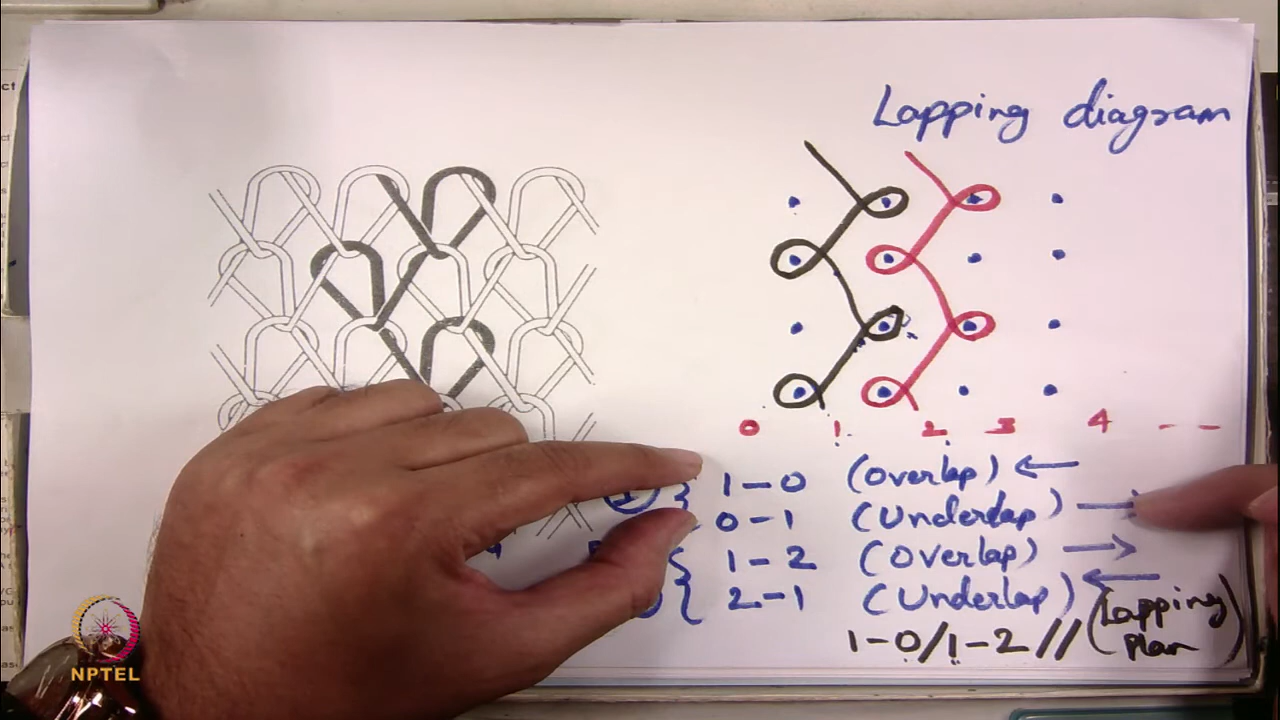 Lapping diagram
0 1 2 3 4 - -
1-0 (Overlap) ←
0-1 (Underlap) →
1-2 (Overlap) →
2-1 (Underlap) ←
1-0/1-2// (Lapping Plan)
NPTEL